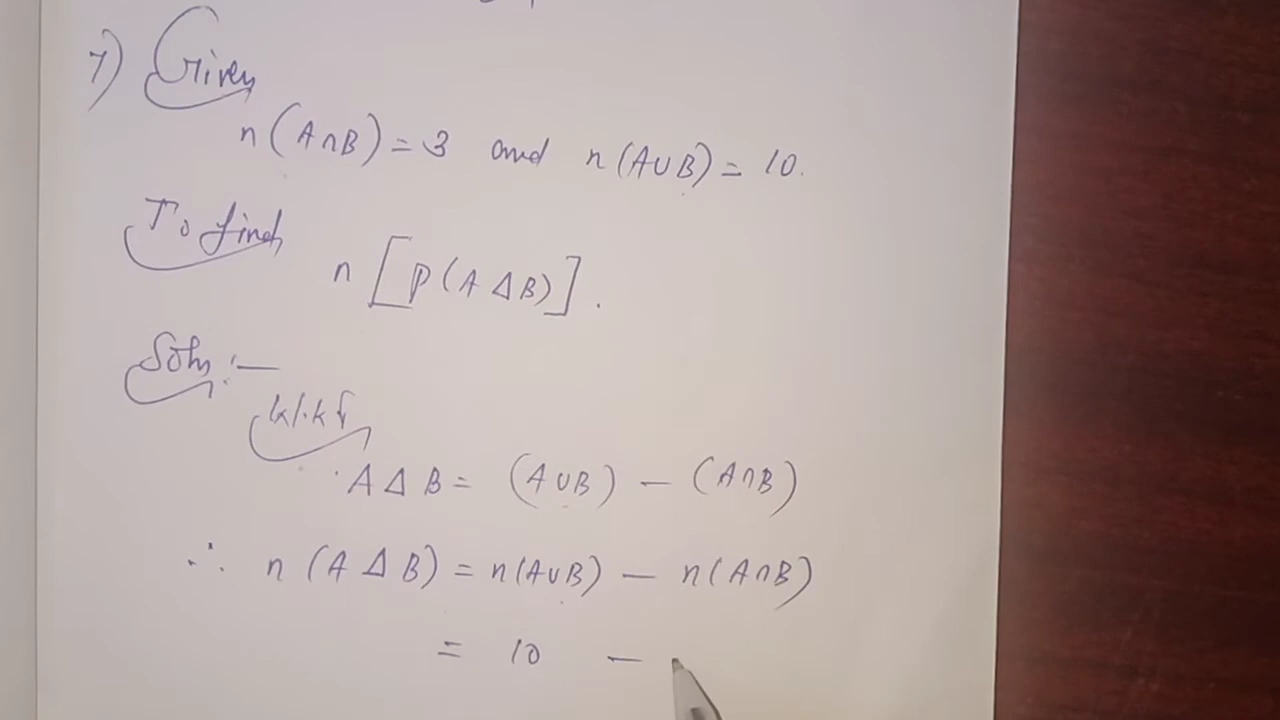 7) Given
n(A∩B) = 3 and n(A∪B) = 10.
To find
n[P(A Δ B)].
Soln :-
W.k.t
A Δ B = (A∪B) - (A∩B)
∴ n(A Δ B) = n(A∪B) - n(A∩B)
= 10 -